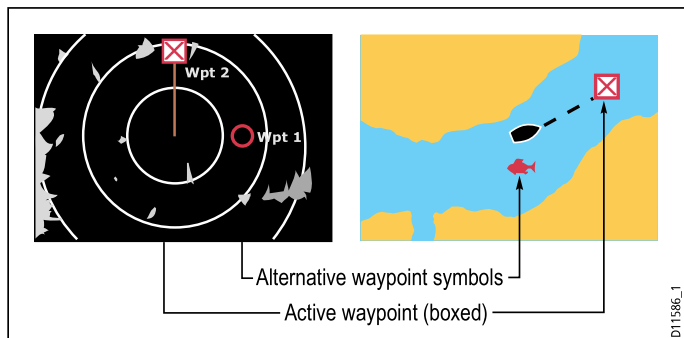 Wpt 2
Wpt 1
Alternative waypoint symbols
Active waypoint (boxed)
D11586_1